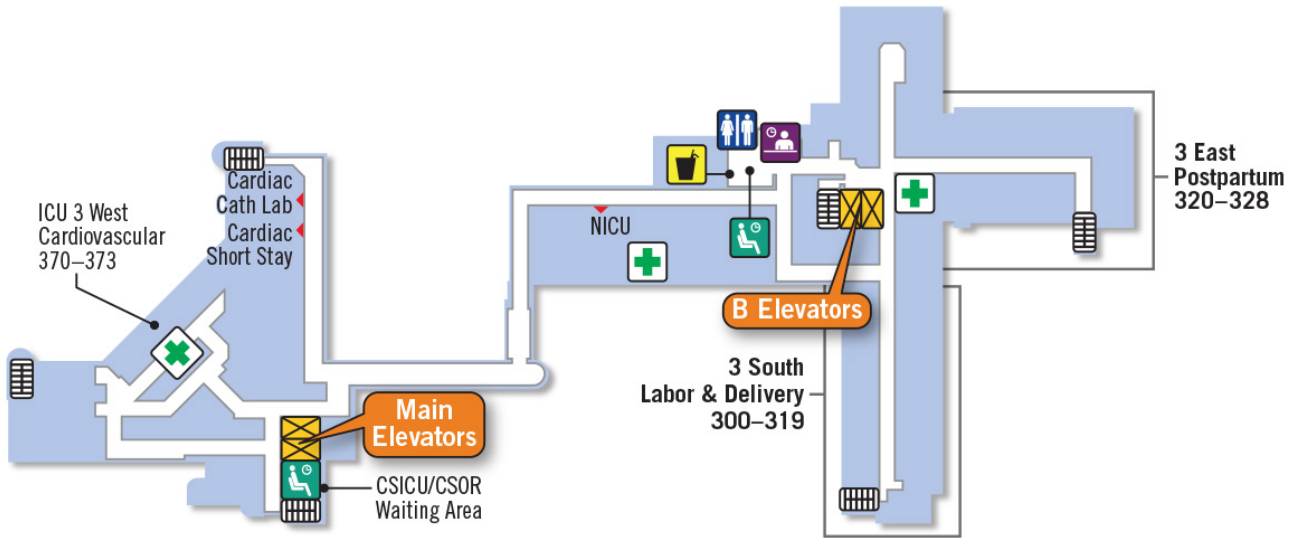 Cardiac
Cath Lab
Cardiac
Short Stay
ICU 3 West
Cardiovascular
370–373
NICU
3 East
Postpartum
320–328
B Elevators
3 South
Labor & Delivery
300–319
Main
Elevators
CSICU/CSOR
Waiting Area